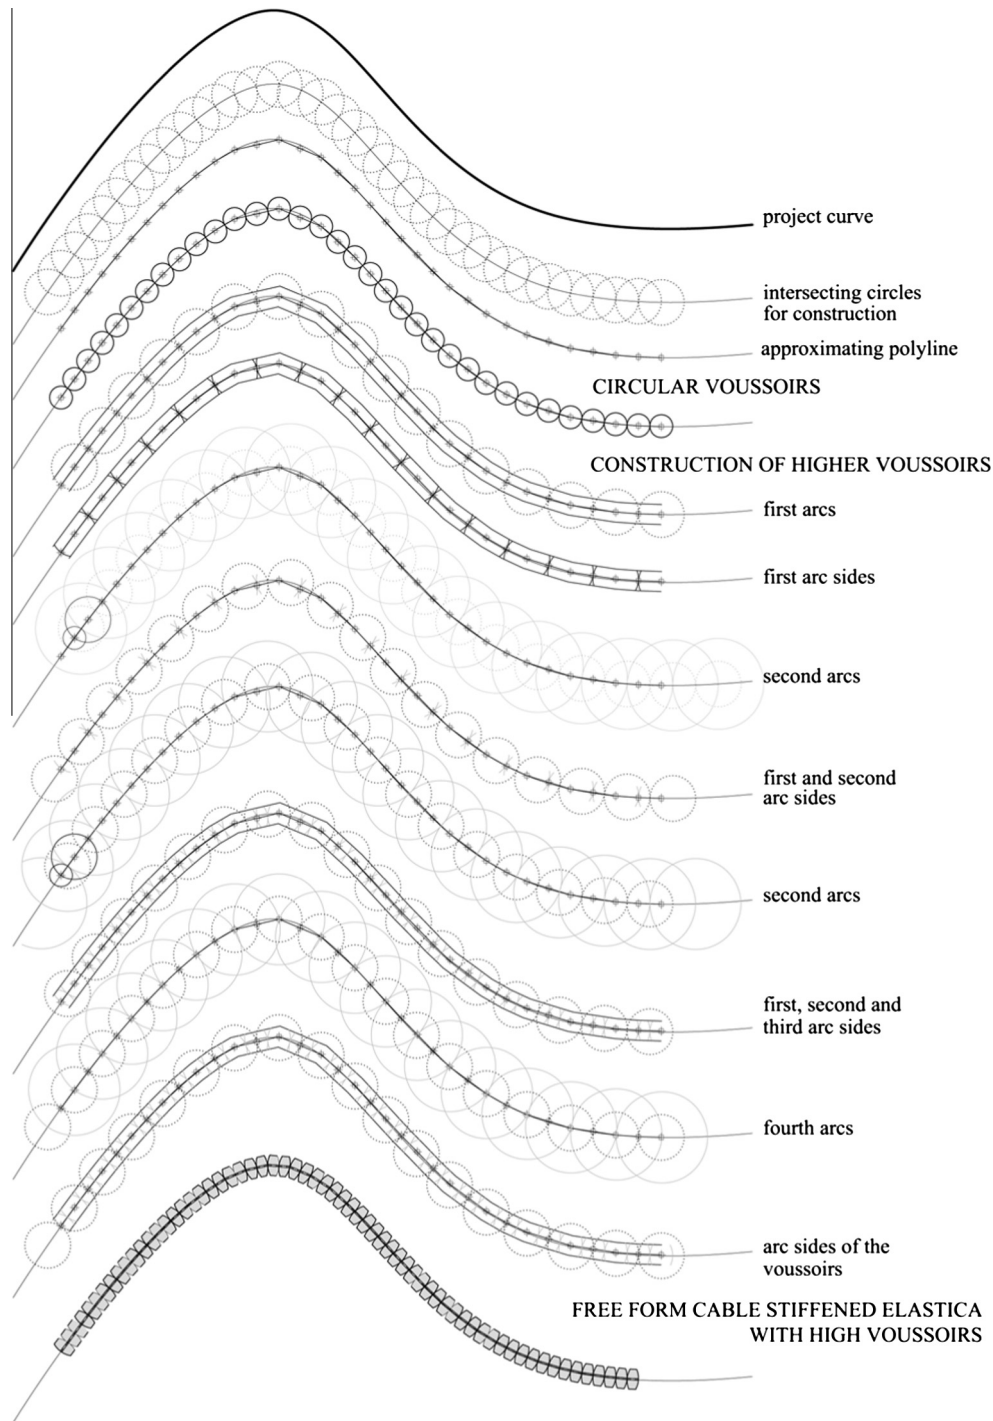 project curve
intersecting circles
for construction
approximating polyline
CIRCULAR VOUSSOIRS
CONSTRUCTION OF HIGHER VOUSSOIRS
first arcs
first arc sides
second arcs
first and second
arc sides
second arcs
first, second and
third arc sides
fourth arcs
arc sides of the
voussoirs
FREE FORM CABLE STIFFENED ELASTICA
WITH HIGH VOUSSOIRS